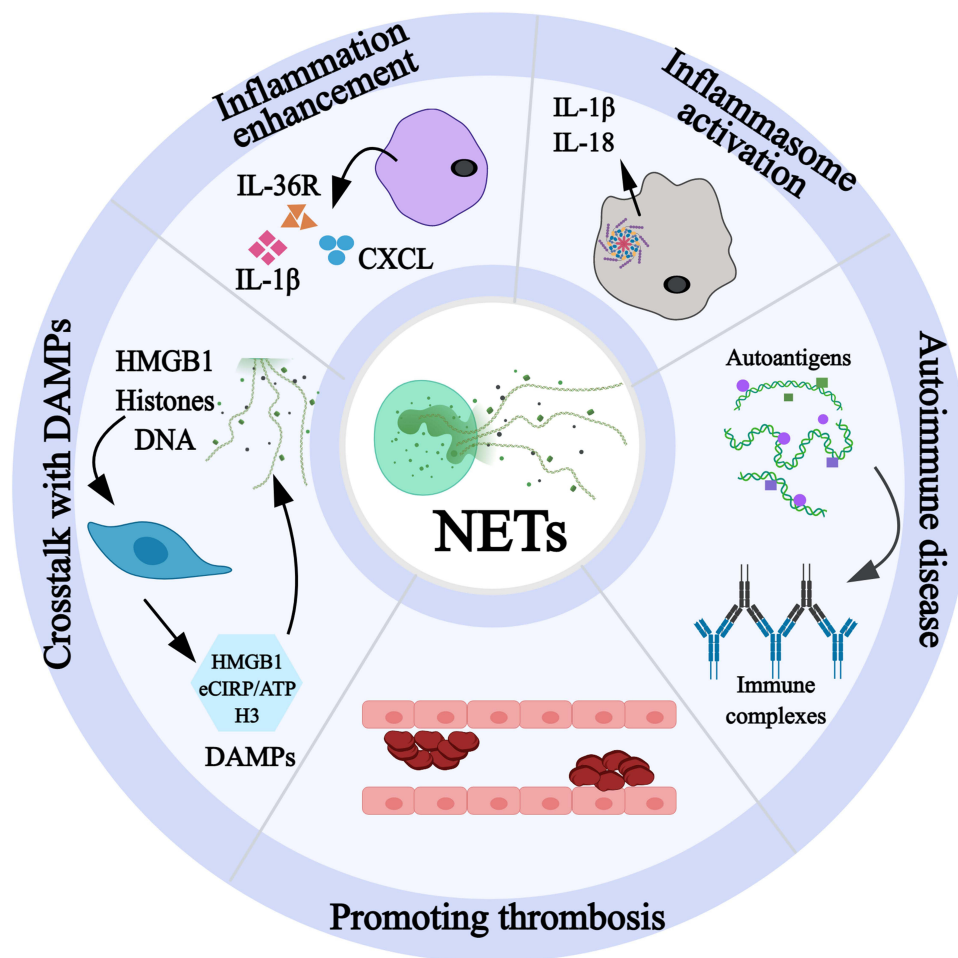 Inflammation
enhancement
IL-36R
IL-1β
CXCL
Inflammasome
activation
IL-1β
IL-18
Crosstalk with DAMPs
HMGB1
Histones
DNA
HMGB1
eCIRP/ATP
H3
DAMPs
NETs
Autoimmune disease
Autoantigens
Immune
complexes
Promoting thrombosis